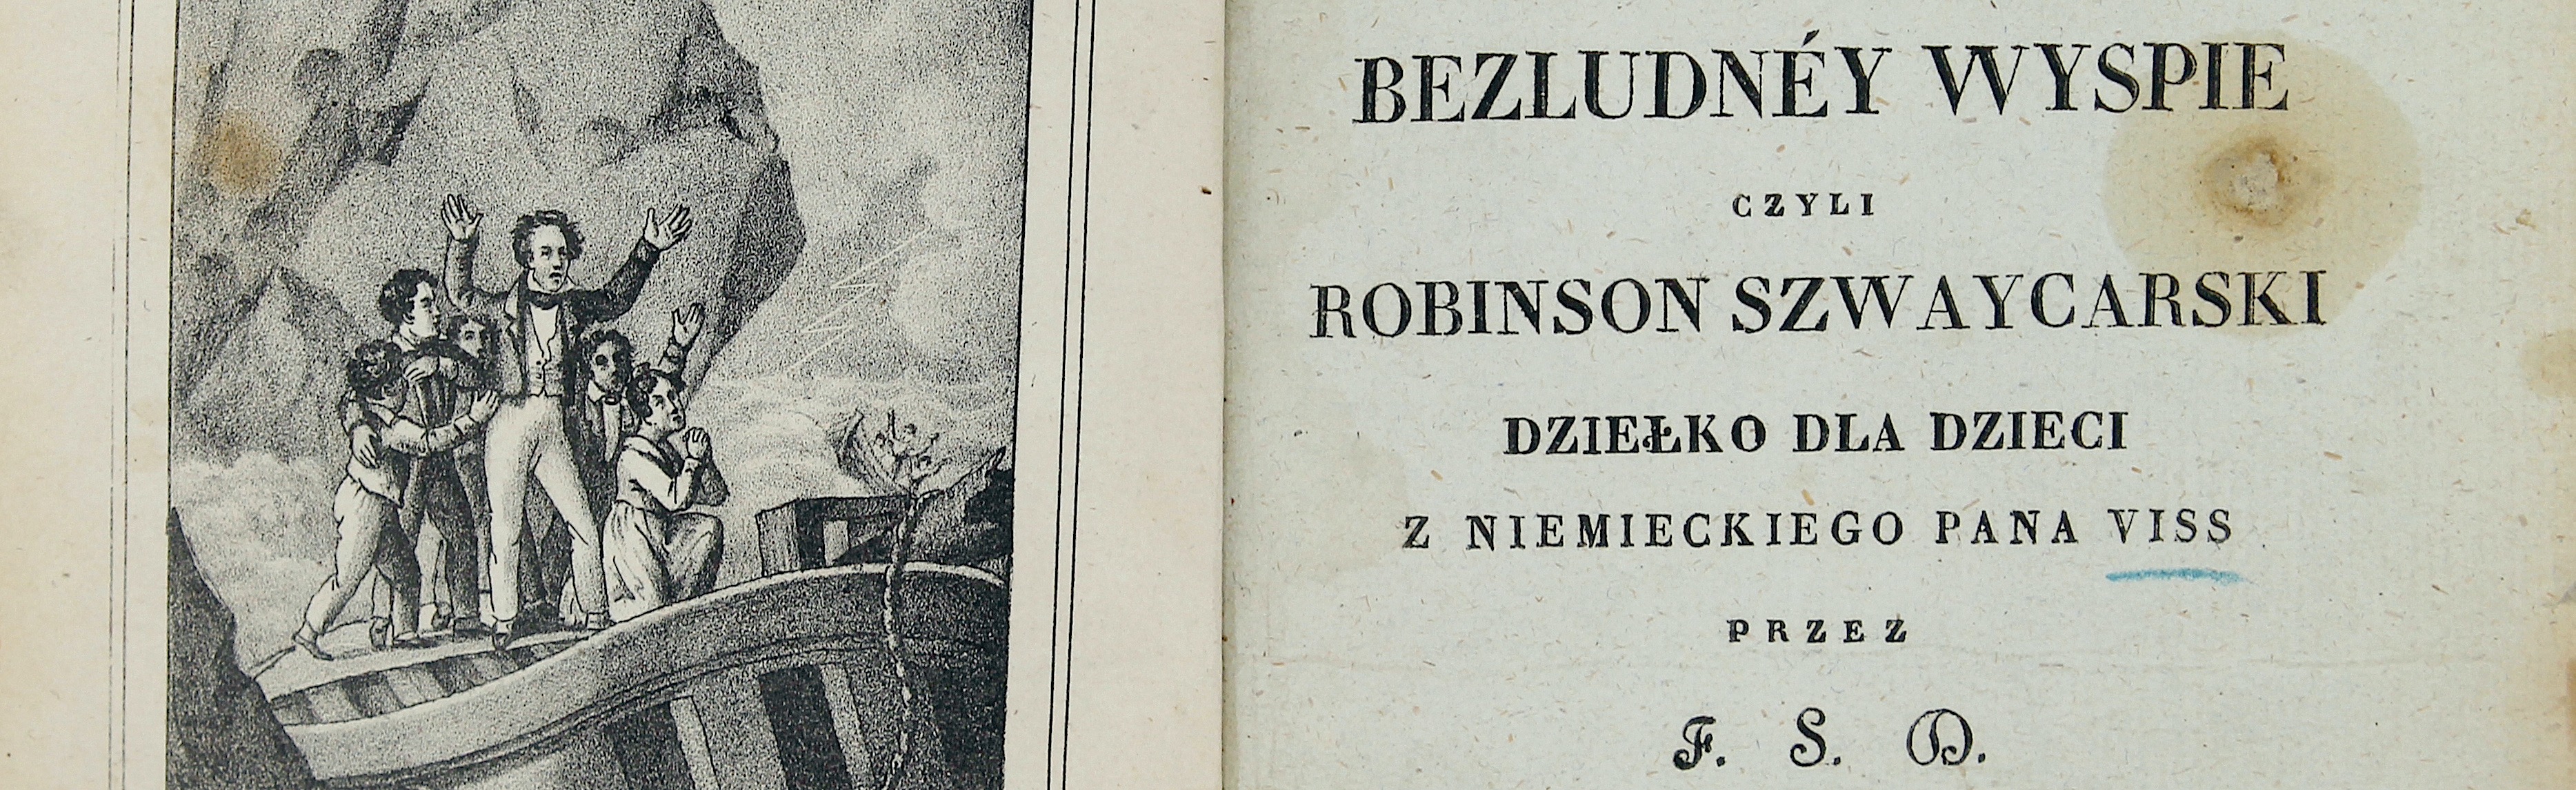 BEZLUDNÉY WYSPIE
CZYLI
ROBINSON SZWAYCARSKI
DZIEŁKO DLA DZIECI
Z NIEMIECKIEGO PANA VISS
PRZEZ
F. S. D.